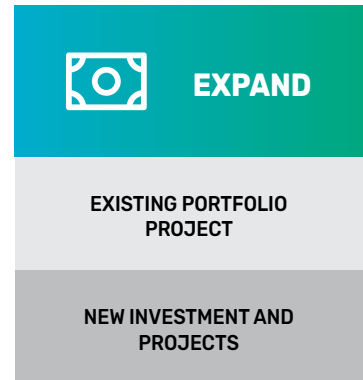 EXPAND
EXISTING PORTFOLIO
PROJECT
NEW INVESTMENT AND
PROJECTS